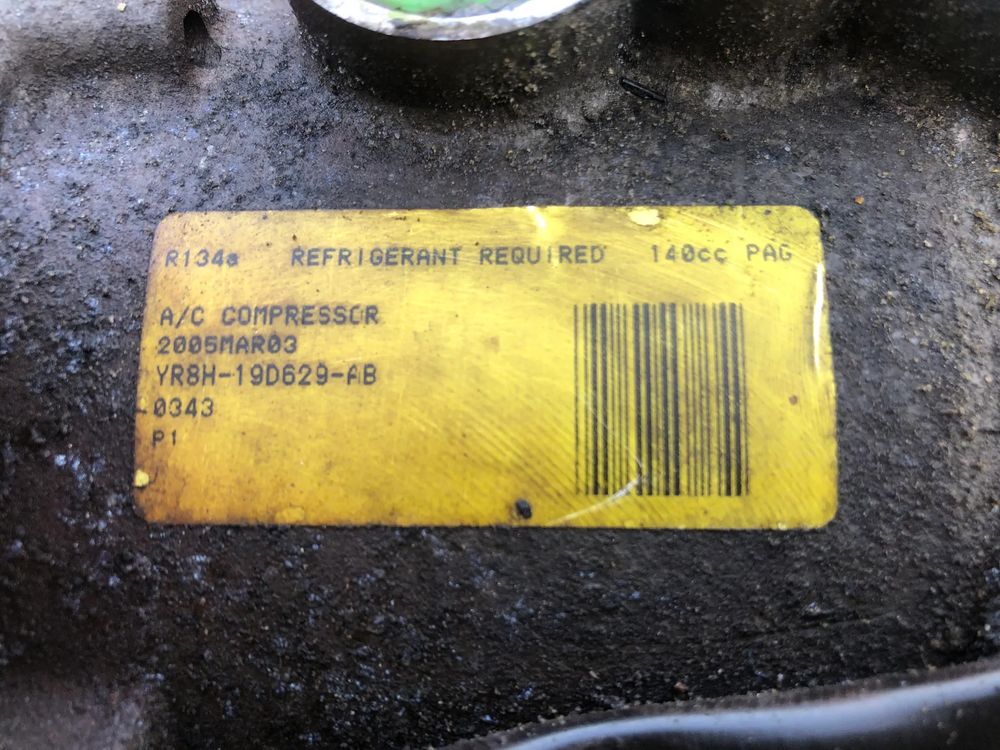 R134a REFRIGERANT REQUIRED 140cc PAG
A/C COMPRESSOR
2005MAR03
YR8H-19D629-AB
0343
P1